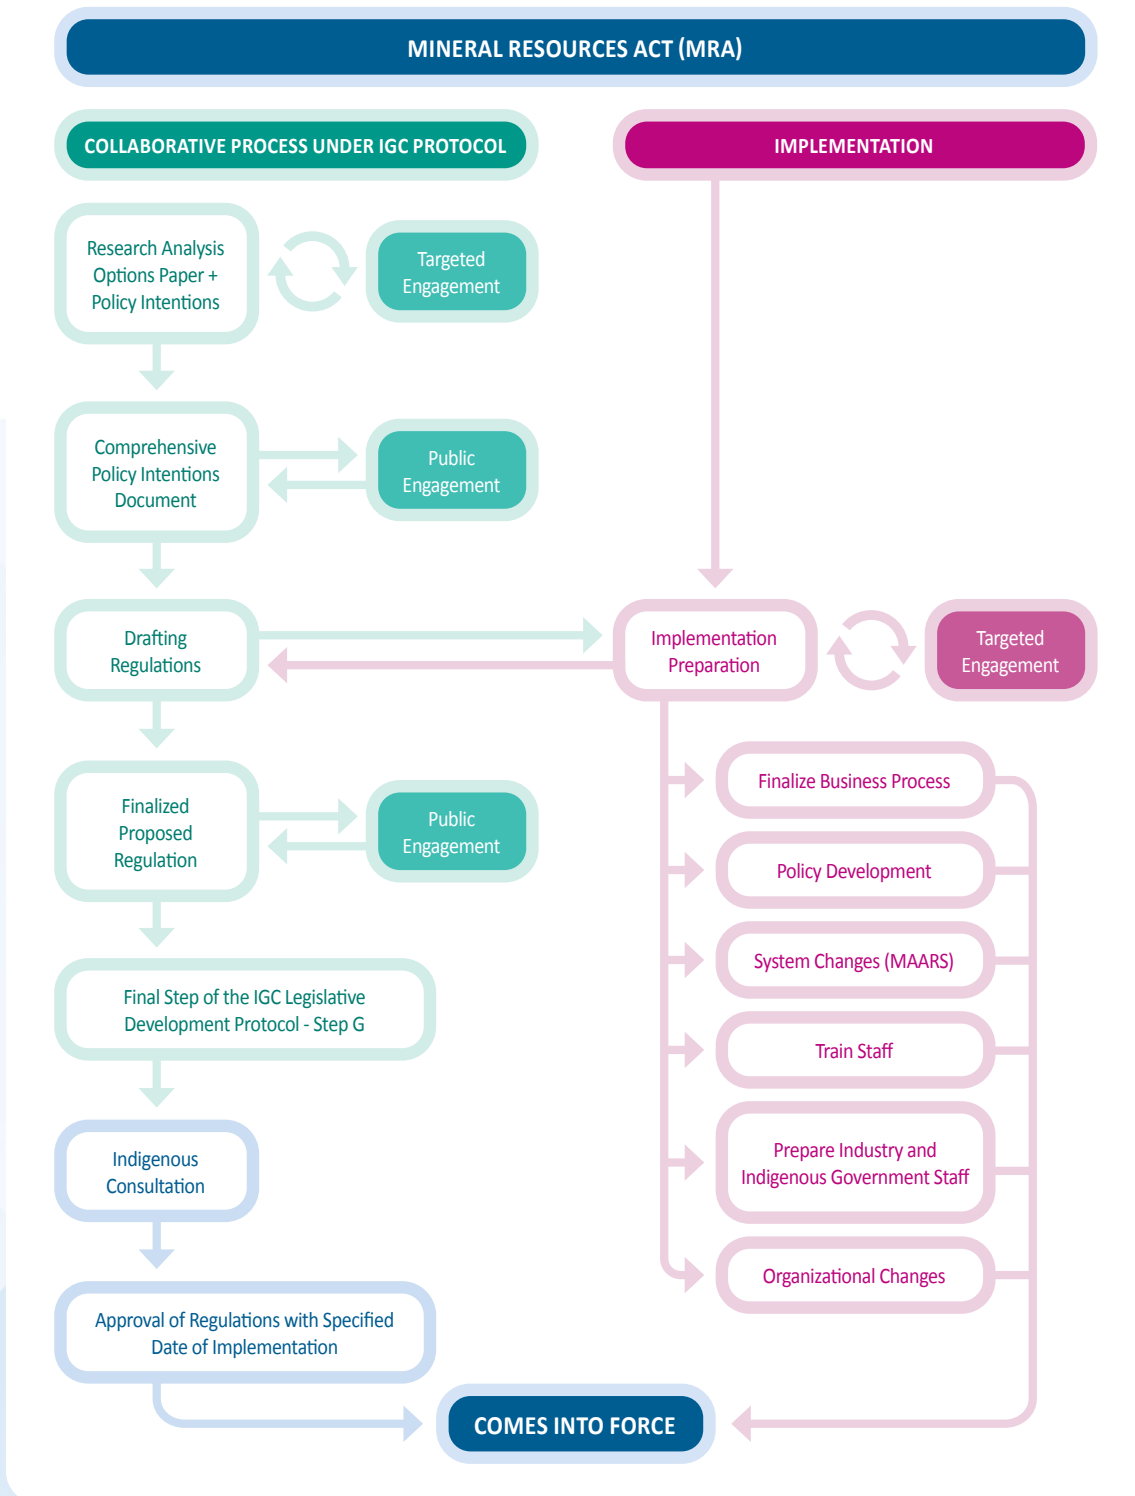 MINERAL RESOURCES ACT (MRA)
COLLABORATIVE PROCESS UNDER IGC PROTOCOL
IMPLEMENTATION
Research Analysis
Options Paper +
Policy Intentions
Targeted
Engagement
Comprehensive
Policy Intentions
Document
Public
Engagement
Drafting
Regulations
Implementation
Preparation
Targeted
Engagement
Finalized
Proposed
Regulation
Public
Engagement
Finalize Business Process
Policy Development
System Changes (MAARS)
Train Staff
Prepare Industry and
Indigenous Government Staff
Organizational Changes
Final Step of the IGC Legislative
Development Protocol - Step G
Indigenous
Consultation
Approval of Regulations with Specified
Date of Implementation
COMES INTO FORCE